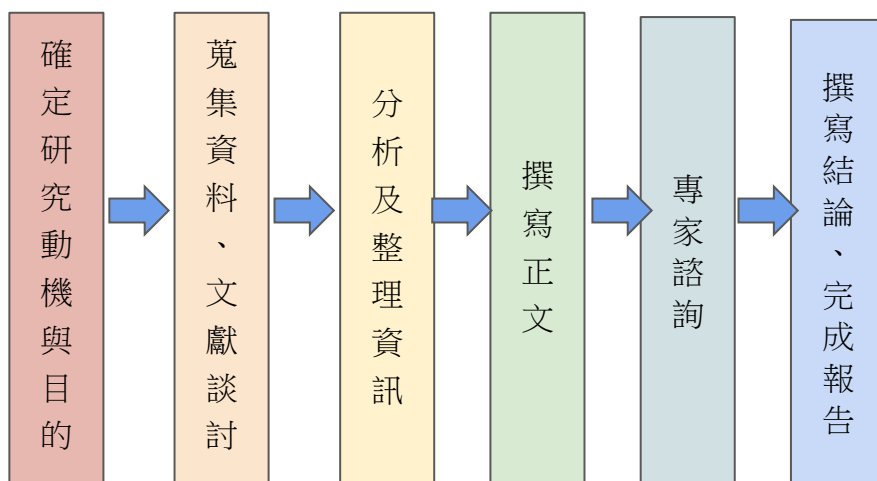 確定研究動機與目的
蒐集資料、文獻談討
分析及整理資訊
撰寫正文
專家諮詢
撰寫結論、完成報告